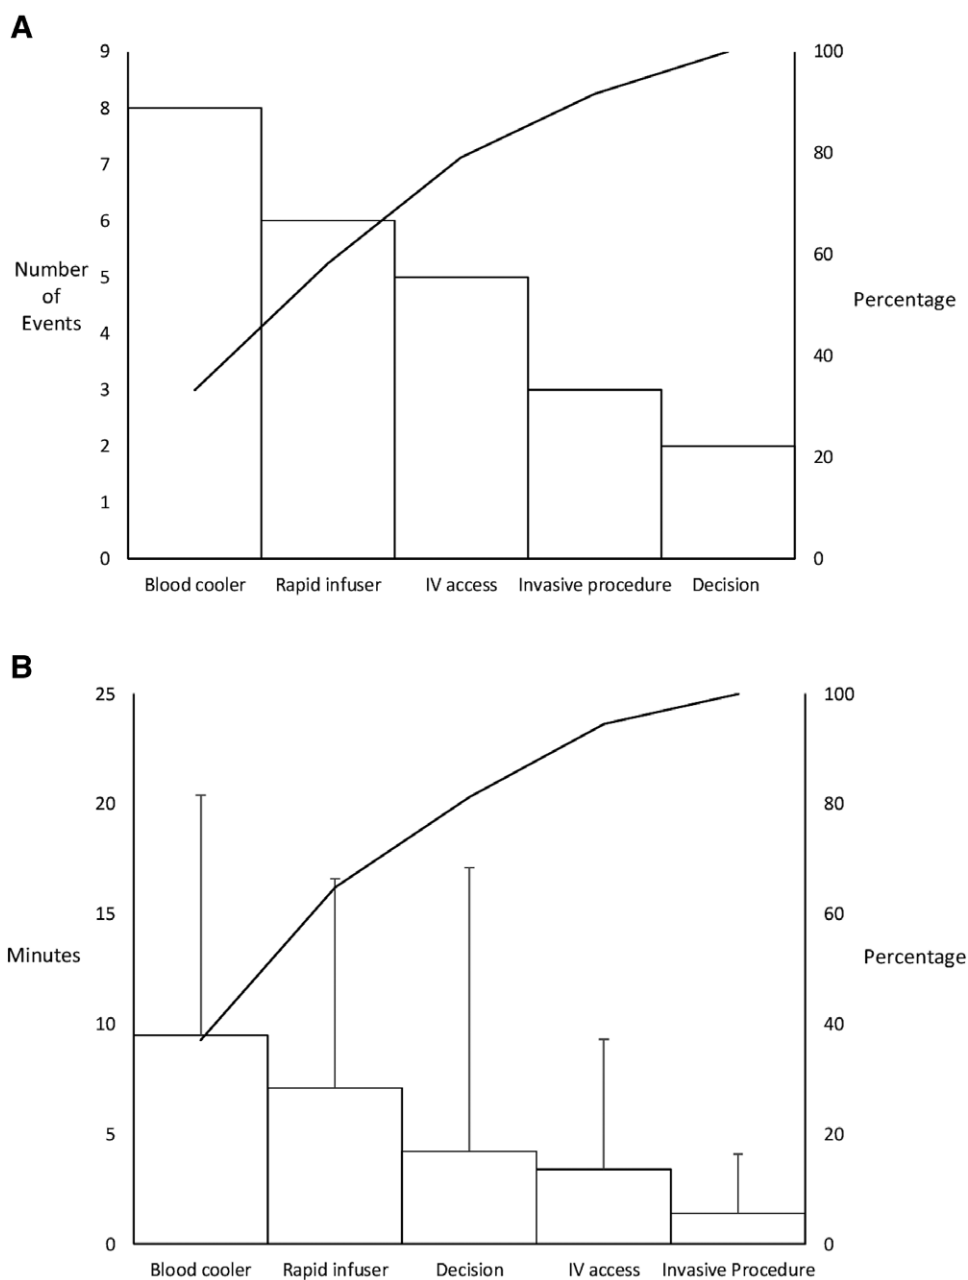 A
9
8
7
6
5
4
3
2
1
0
Number
of
Events
100
80
60
40
20
0
Percentage
Blood cooler Rapid infuser IV access Invasive procedure Decision
B
25
20
15
10
5
0
Minutes
100
80
60
40
20
0
Percentage
Blood cooler Rapid infuser Decision IV access Invasive Procedure